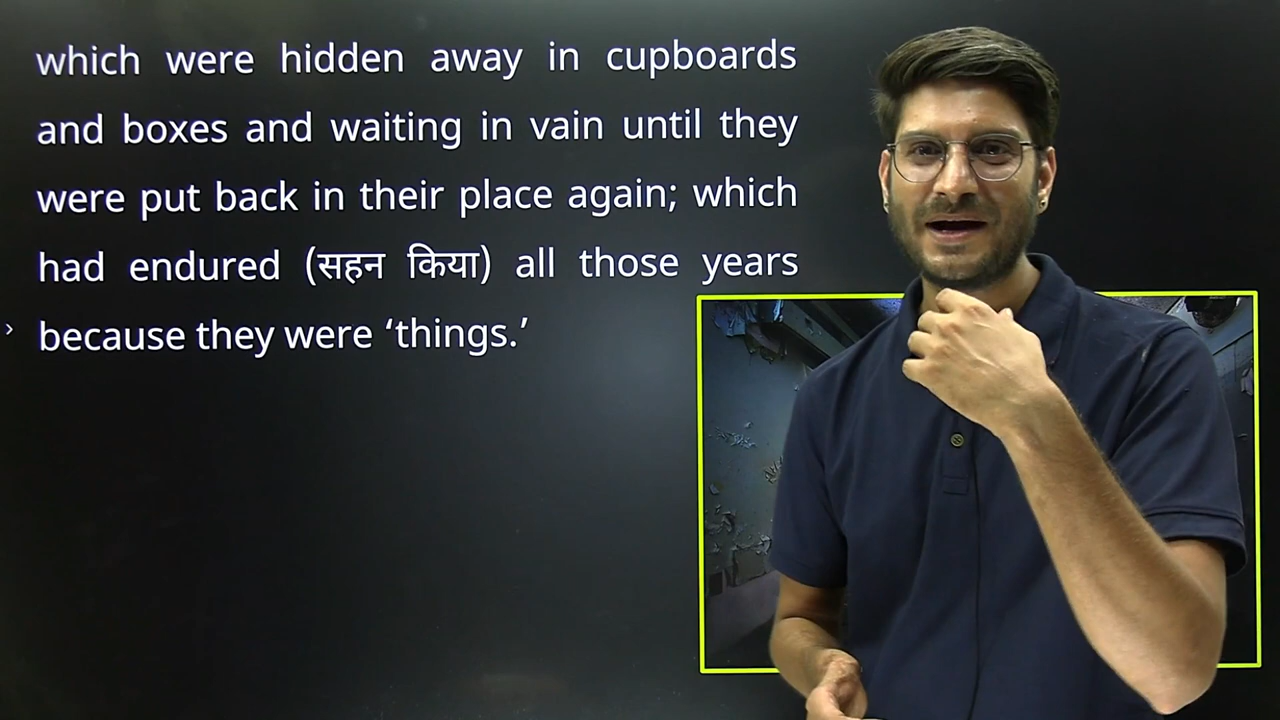 which were hidden away in cupboards
and boxes and waiting in vain until they
were put back in their place again; which
had endured (सहन किया) all those years
because they were ‘things.’